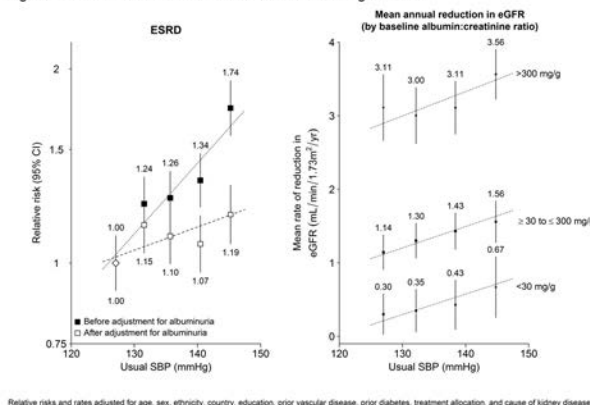 ESRD
Relative risk (95% CI)
2
1.5
1
0.75
1.74
1.34
1.26
1.24
1.00
1.00
1.15
1.10
1.07
1.19
Before adjustment for albuminuria
After adjustment for albuminuria
120 130 140 150
Usual SBP (mmHg)
Mean annual reduction in eGFR
(by baseline albumin:creatinine ratio)
Mean rate of reduction in
eGFR (mL/min/1.73m²/yr)
4
3
2
1
0
3.11 3.00 3.11 3.56
>300 mg/g
1.14 1.30 1.43 1.56
≥ 30 to ≤ 300 mg/g
0.30 0.35 0.43 0.67
<30 mg/g
120 130 140 150
Usual SBP (mmHg)
Relative risks and rates adjusted for age, sex, ethnicity, country, education, prior vascular disease, prior diabetes, treatment allocation, and cause of kidney disease